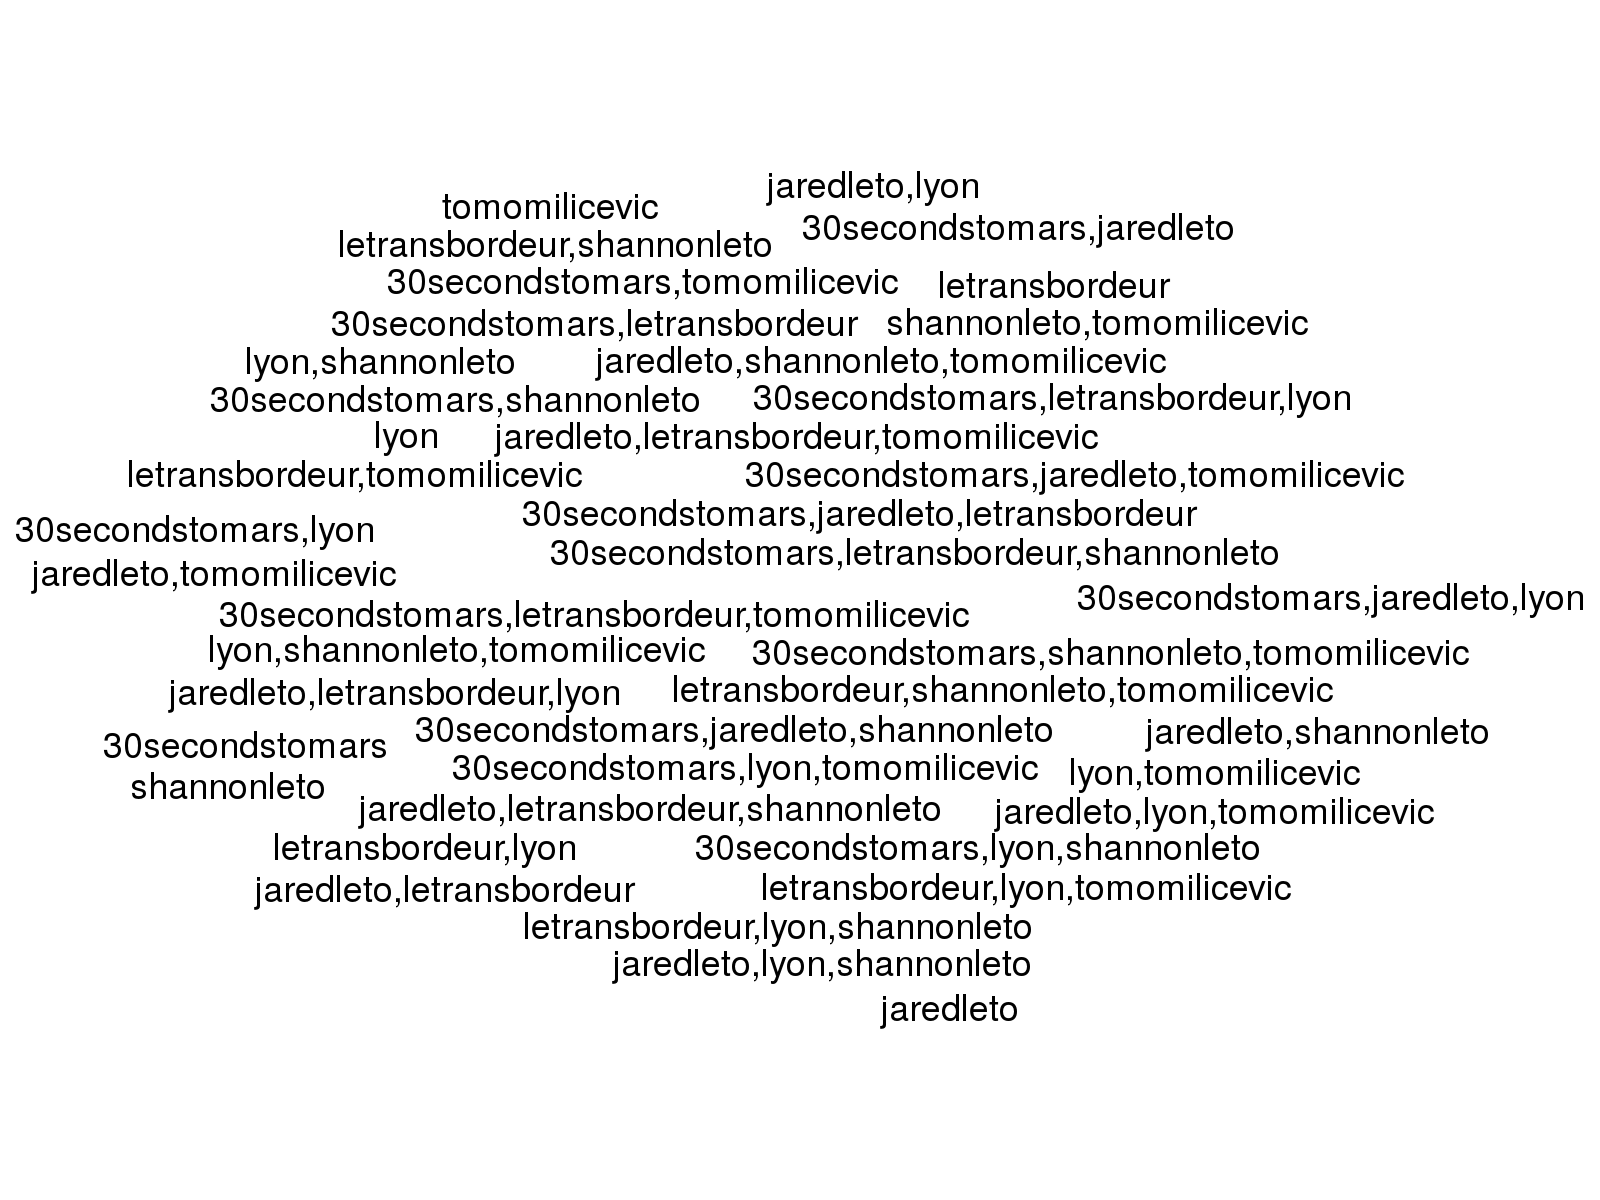 jaredleto,lyon
tomomilicevic
30secondstomars,jaredleto
letransbordeur,shannonleto
30secondstomars,tomomilicevic
letransbordeur
30secondstomars,letransbordeur
shannonleto,tomomilicevic
lyon,shannonleto
jaredleto,shannonleto,tomomilicevic
30secondstomars,shannonleto
30secondstomars,letransbordeur,lyon
lyon
jaredleto,letransbordeur,tomomilicevic
letransbordeur,tomomilicevic
30secondstomars,jaredleto,tomomilicevic
30secondstomars,jaredleto,letransbordeur
30secondstomars,lyon
30secondstomars,letransbordeur,shannonleto
jaredleto,tomomilicevic
30secondstomars,jaredleto,lyon
30secondstomars,letransbordeur,tomomilicevic
lyon,shannonleto,tomomilicevic
30secondstomars,shannonleto,tomomilicevic
jaredleto,letransbordeur,lyon
letransbordeur,shannonleto,tomomilicevic
30secondstomars,jaredleto,shannonleto
jaredleto,shannonleto
30secondstomars
30secondstomars,lyon,tomomilicevic
lyon,tomomilicevic
shannonleto
jaredleto,letransbordeur,shannonleto
jaredleto,lyon,tomomilicevic
letransbordeur,lyon
30secondstomars,lyon,shannonleto
jaredleto,letransbordeur
letransbordeur,lyon,tomomilicevic
letransbordeur,lyon,shannonleto
jaredleto,lyon,shannonleto
jaredleto